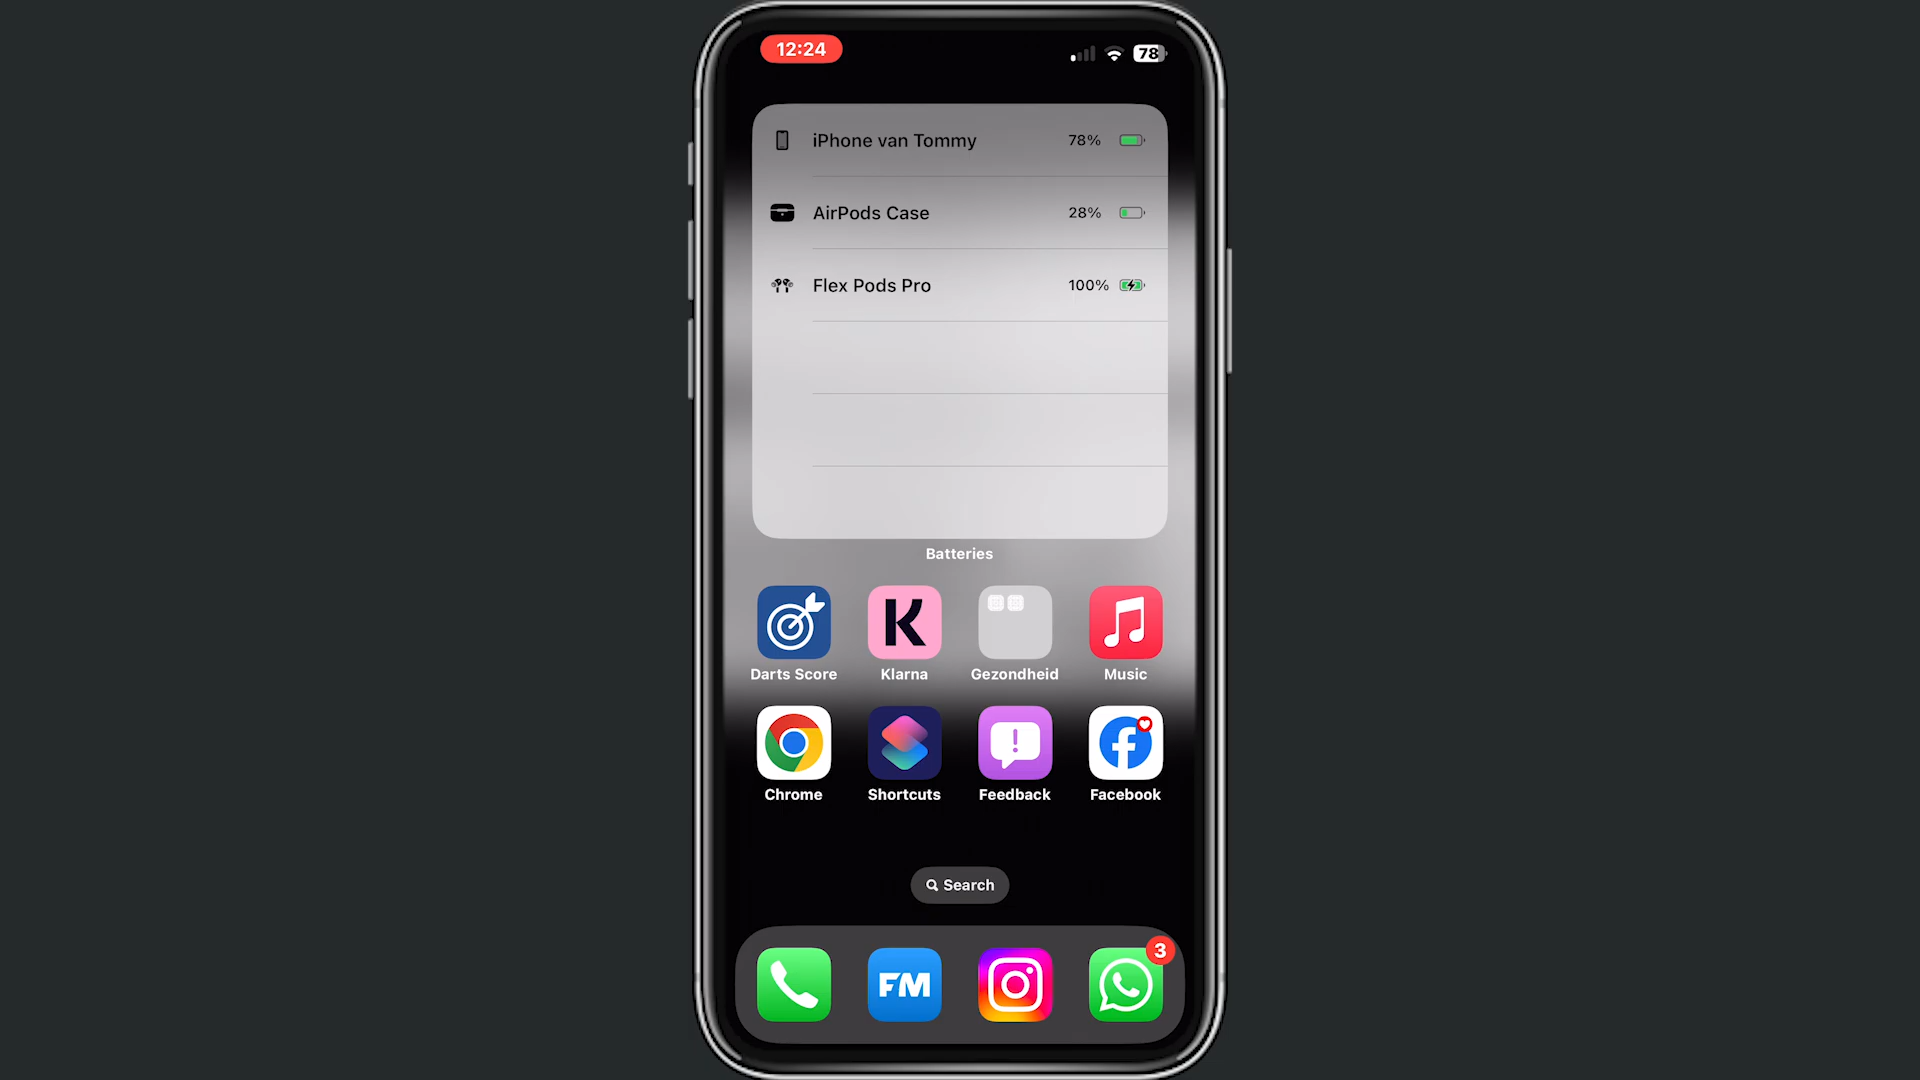 12:24
78
iPhone van Tommy 78%
AirPods Case 28%
Flex Pods Pro 100%
Batteries
Darts Score Klarna Gezondheid Music
Chrome Shortcuts Feedback Facebook
Search
FM 3